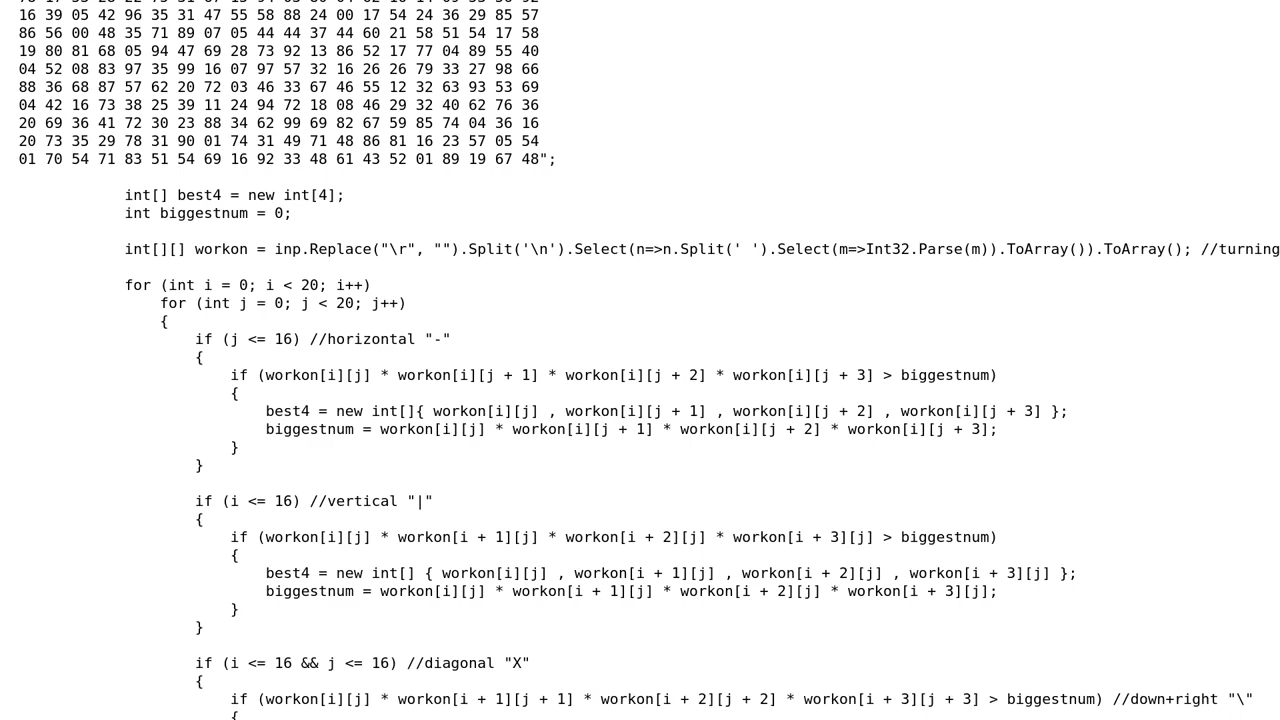 16 39 05 42 96 35 31 47 55 58 88 24 00 17 54 24 36 29 85 57
86 56 00 48 35 71 89 07 05 44 44 37 44 60 21 58 51 54 17 58
19 80 81 68 05 94 47 69 28 73 92 13 86 52 17 77 04 89 55 40
04 52 08 83 97 35 99 16 07 97 57 32 16 26 26 79 33 27 98 66
88 36 68 87 57 62 20 72 03 46 33 67 46 55 12 32 63 93 53 69
04 42 16 73 38 25 39 11 24 94 72 18 08 46 29 32 40 62 76 36
20 69 36 41 72 30 23 88 34 62 99 69 82 67 59 85 74 04 36 16
20 73 35 29 78 31 90 01 74 31 49 71 48 86 81 16 23 57 05 54
01 70 54 71 83 51 54 69 16 92 33 48 61 43 52 01 89 19 67 48";
int[] best4 = new int[4];
int biggestnum = 0;
int[][] workon = inp.Replace("\r", "").Split('\n').Select(n=>n.Split(' ').Select(m=>Int32.Parse(m)).ToArray()).ToArray(); //turning
for (int i = 0; i < 20; i++)
for (int j = 0; j < 20; j++)
{
if (j <= 16) //horizontal "-"
{
if (workon[i][j] * workon[i][j + 1] * workon[i][j + 2] * workon[i][j + 3] > biggestnum)
{
best4 = new int[]{ workon[i][j] , workon[i][j + 1] , workon[i][j + 2] , workon[i][j + 3] };
biggestnum = workon[i][j] * workon[i][j + 1] * workon[i][j + 2] * workon[i][j + 3];
}
}
if (i <= 16) //vertical "|"
{
if (workon[i][j] * workon[i + 1][j] * workon[i + 2][j] * workon[i + 3][j] > biggestnum)
{
best4 = new int[] { workon[i][j] , workon[i + 1][j] , workon[i + 2][j] , workon[i + 3][j] };
biggestnum = workon[i][j] * workon[i + 1][j] * workon[i + 2][j] * workon[i + 3][j];
}
}
if (i <= 16 && j <= 16) //diagonal "X"
{
if (workon[i][j] * workon[i + 1][j + 1] * workon[i + 2][j + 2] * workon[i + 3][j + 3] > biggestnum) //down+right "\"
{